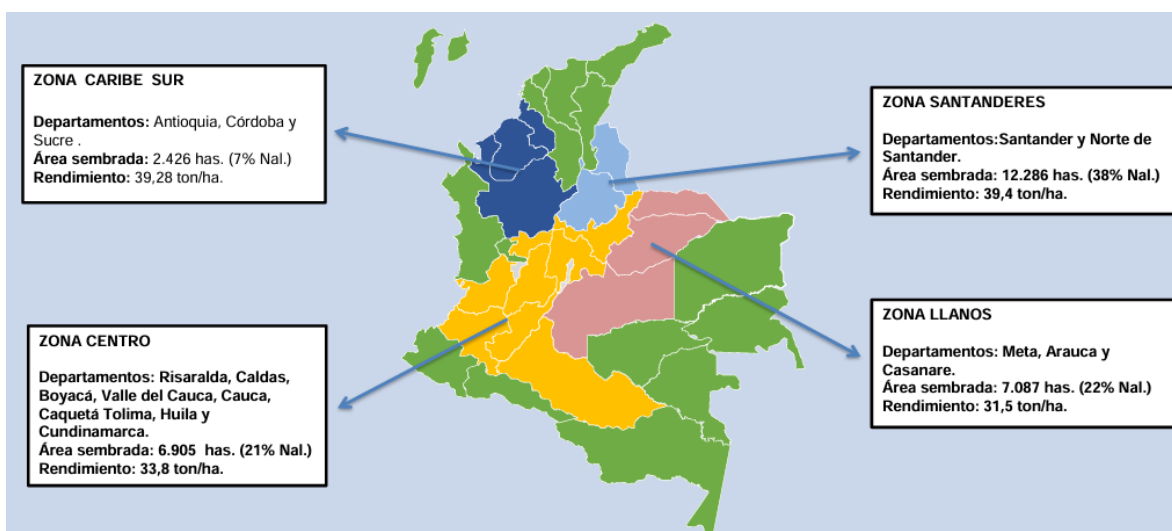 ZONA CARIBE SUR
Departamentos: Antioquia, Córdoba y
Sucre .
Área sembrada: 2.426 has. (7% Nal.)
Rendimiento: 39,28 ton/ha.
ZONA SANTANDERES
Departamentos:Santander y Norte de
Santander.
Área sembrada: 12.286 has. (38% Nal.)
Rendimiento: 39,4 ton/ha.
ZONA CENTRO
Departamentos: Risaralda, Caldas,
Boyacá, Valle del Cauca, Cauca,
Caquetá Tolima, Huila y
Cundinamarca.
Área sembrada: 6.905 has. (21% Nal.)
Rendimiento: 33,8 ton/ha.
ZONA LLANOS
Departamentos: Meta, Arauca y
Casanare.
Área sembrada: 7.087 has. (22% Nal.)
Rendimiento: 31,5 ton/ha.